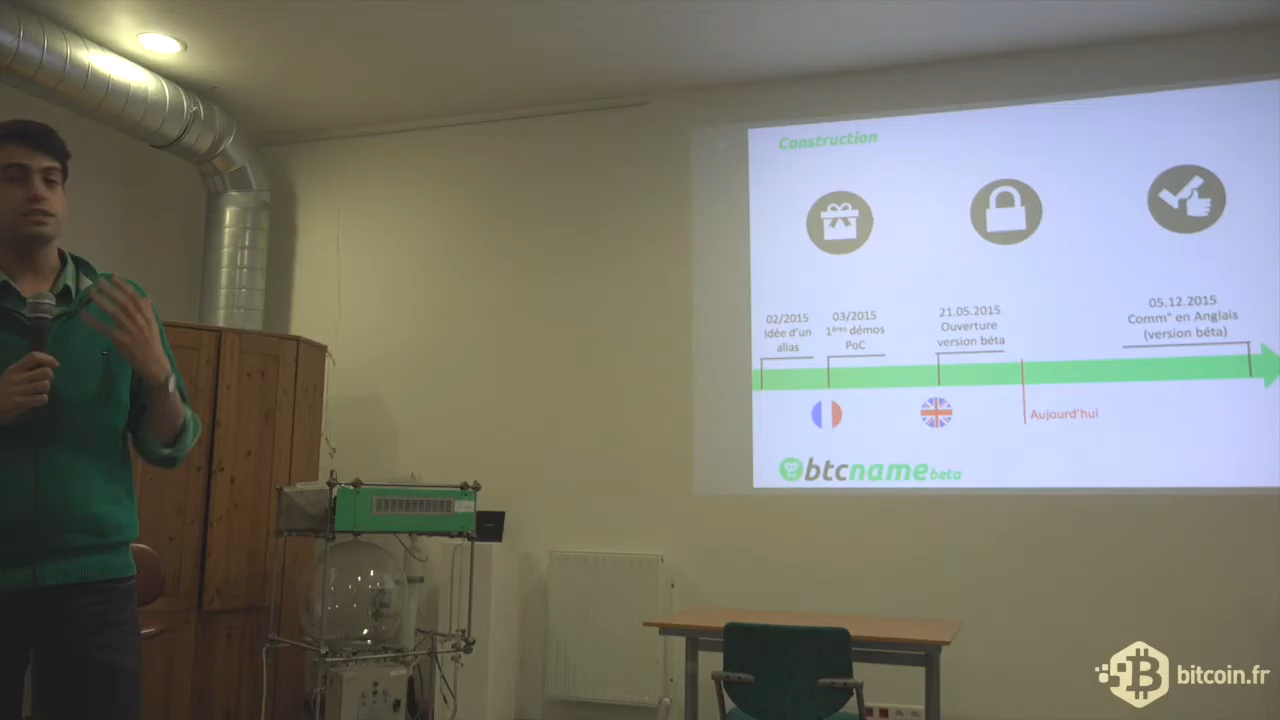 Construction
02/2015
Idée d'un
alias
03/2015
1ères démos
PoC
21.05.2015
Ouverture
version béta
05.12.2015
Comm° en Anglais
(version béta)
Aujourd'hui
btcname beta
bitcoin.fr